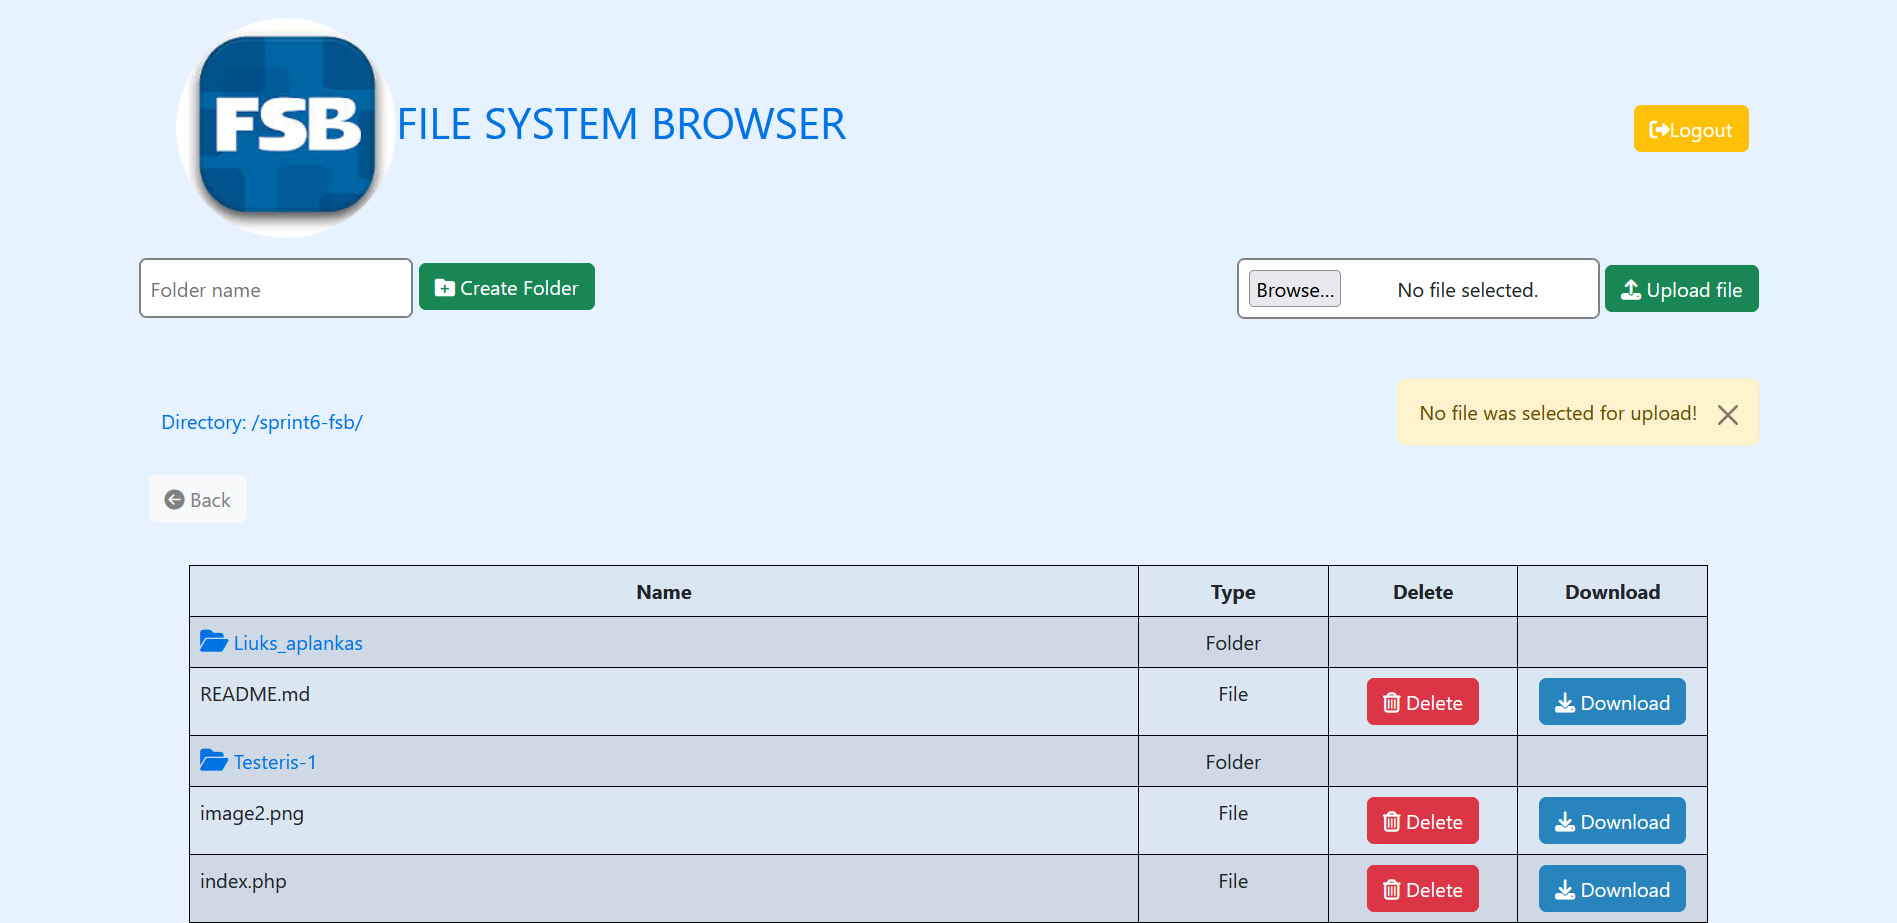 FSB
FILE SYSTEM BROWSER
Logout
Folder name
Create Folder
Browse...
No file selected.
Upload file
No file was selected for upload!
Directory: /sprint6-fsb/
Back
Name Type Delete Download
Liuks_aplankas Folder
README.md File Delete Download
Testeris-1 Folder
image2.png File Delete Download
index.php File Delete Download